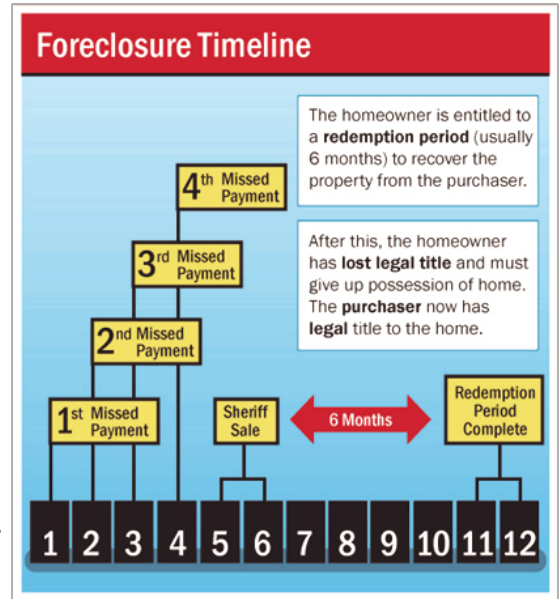 Foreclosure Timeline
The homeowner is entitled to
a redemption period (usually
6 months) to recover the
property from the purchaser.
4th Missed
Payment
After this, the homeowner
has lost legal title and must
give up possession of home.
The purchaser now has
legal title to the home.
3rd Missed
Payment
2nd Missed
Payment
1st Missed
Payment
Sheriff
Sale
6 Months
Redemption
Period
Complete
1 2 3 4 5 6 7 8 9 10 11 12